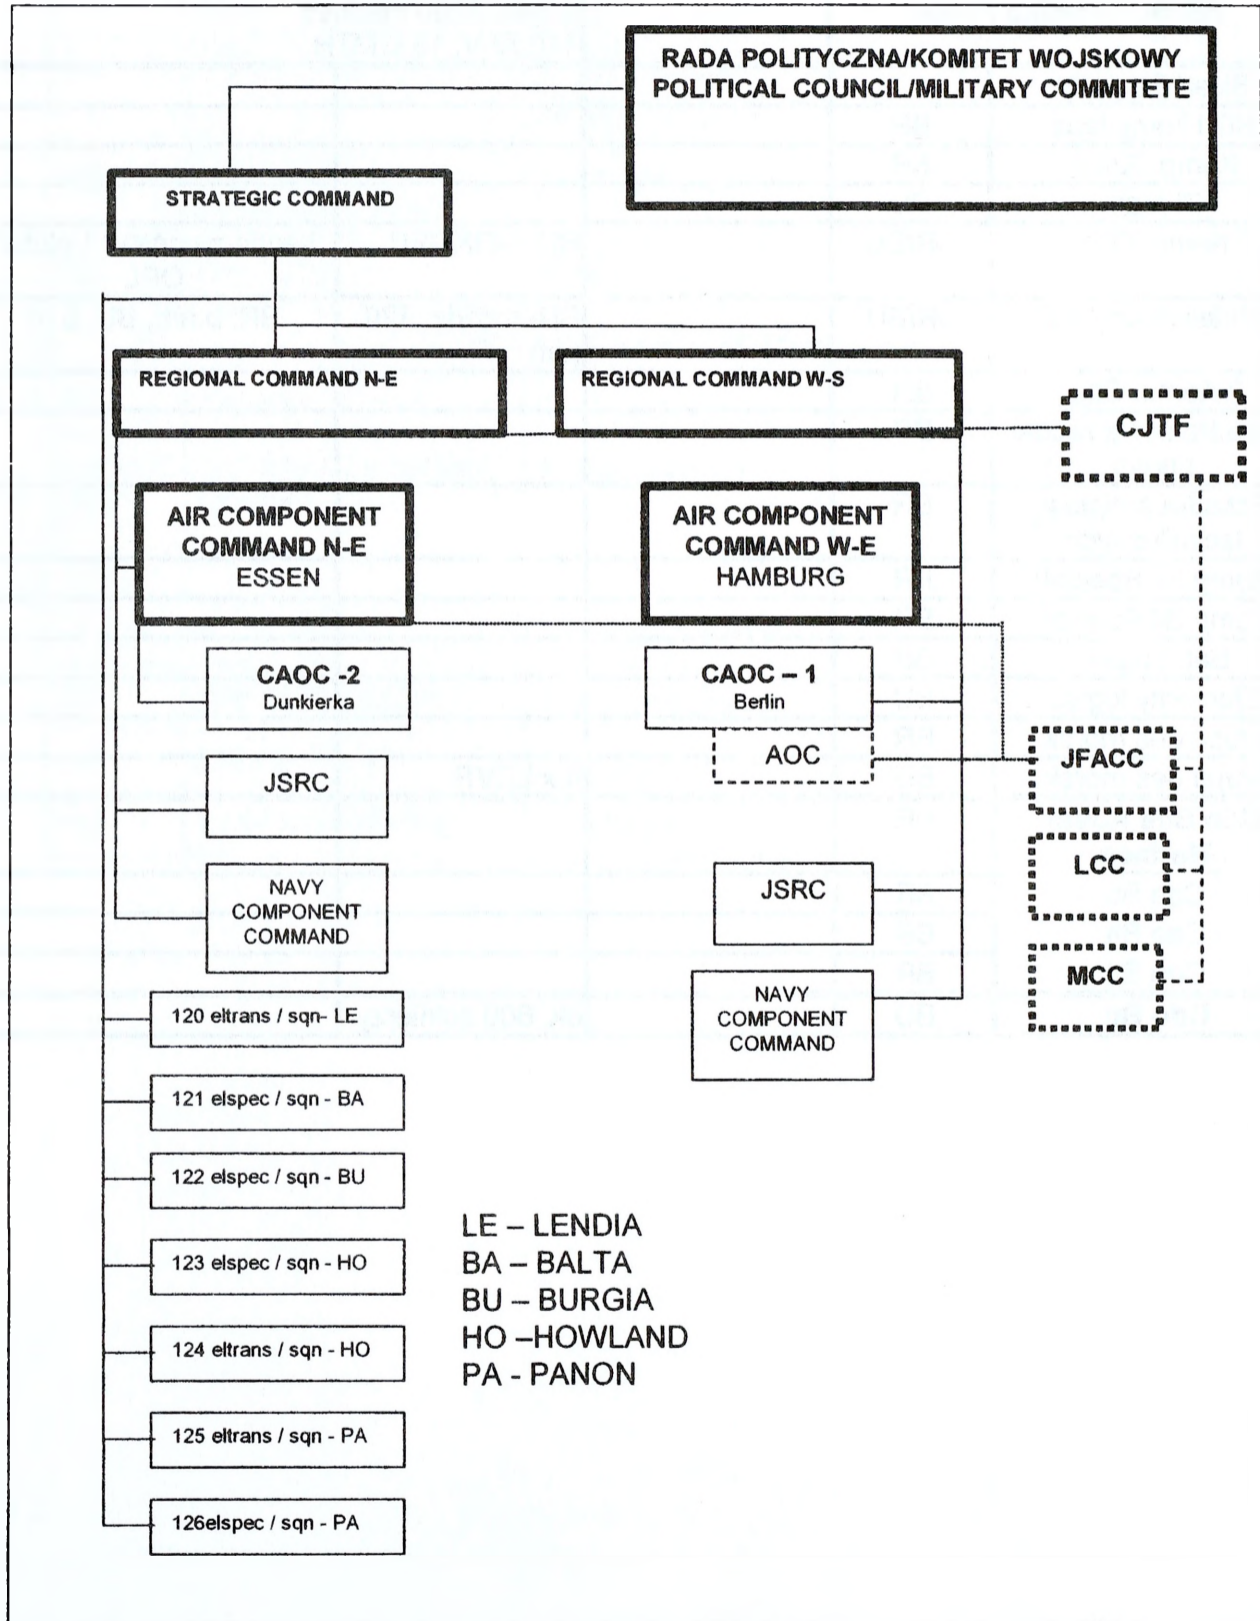 RADA POLITYCZNA/KOMITET WOJSKOWY
POLITICAL COUNCIL/MILITARY COMMITETE
STRATEGIC COMMAND
REGIONAL COMMAND N-E
REGIONAL COMMAND W-S
CJTF
AIR COMPONENT
COMMAND N-E
ESSEN
AIR COMPONENT
COMMAND W-E
HAMBURG
CAOC -2
Dunkierka
CAOC – 1
Berlin
AOC
JFACC
JSRC
LCC
JSRC
NAVY
COMPONENT
COMMAND
MCC
NAVY
COMPONENT
COMMAND
120 eltrans / sqn- LE
121 elspec / sqn - BA
122 elspec / sqn - BU
123 elspec / sqn - HO
124 eltrans / sqn - HO
125 eltrans / sqn - PA
126elspec / sqn - PA
LE – LENDIA
BA – BALTA
BU – BURGIA
HO –HOWLAND
PA - PANON